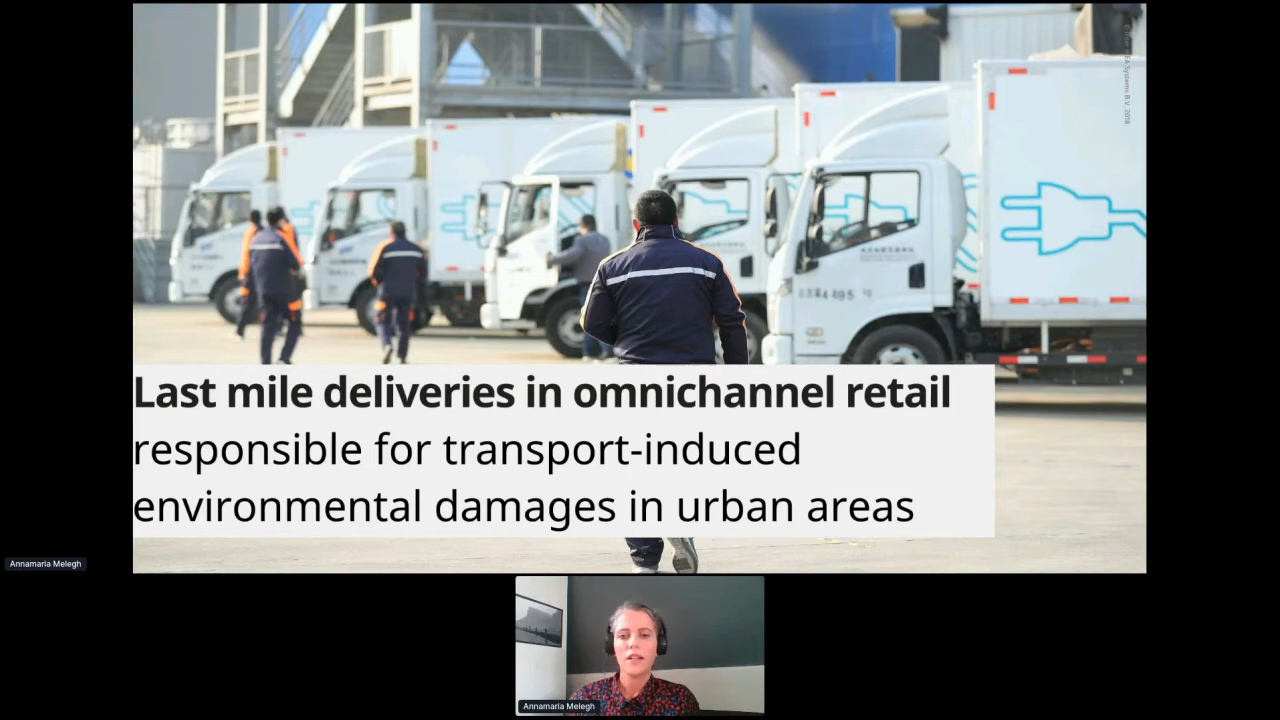 Last mile deliveries in omnichannel retail
responsible for transport-induced
environmental damages in urban areas
Annamaria Melegh
Annamaria Melegh